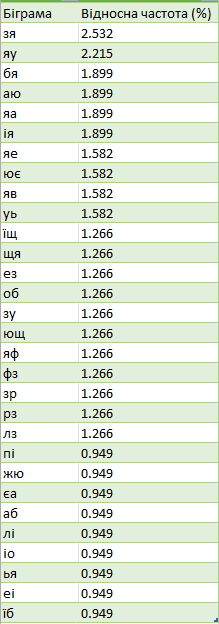 Біграма Відносна частота (%)
зя 2.532
яу 2.215
бя 1.899
аю 1.899
яа 1.899
ія 1.899
яе 1.582
ює 1.582
яв 1.582
уь 1.582
їщ 1.266
щя 1.266
ез 1.266
об 1.266
зу 1.266
ющ 1.266
яф 1.266
фз 1.266
зр 1.266
рз 1.266
лз 1.266
пі 0.949
жю 0.949
єа 0.949
аб 0.949
лі 0.949
іо 0.949
ья 0.949
еі 0.949
їб 0.949